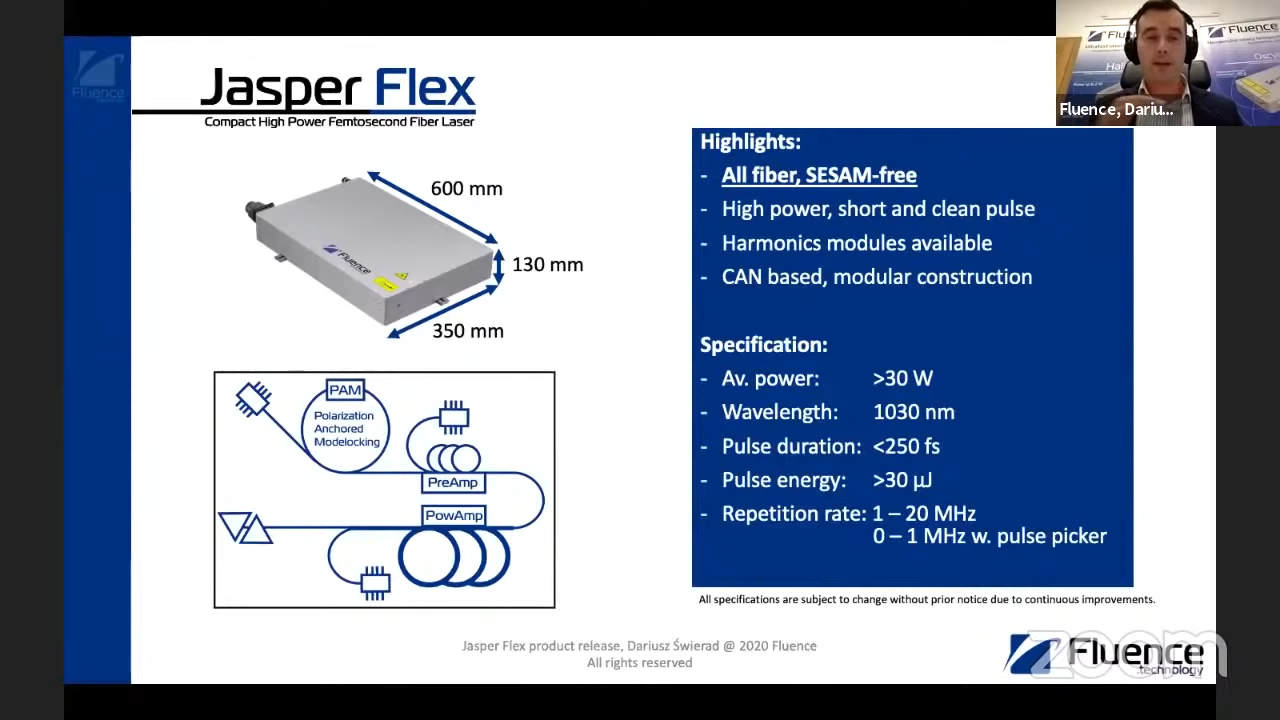 Fluence
Jasper Flex
Compact High Power Femtosecond Fiber Laser
600 mm
130 mm
350 mm
Fluence
PAM
Polarization
Anchored
Modelocking
PreAmp
PowAmp
Highlights:
- All fiber, SESAM-free
- High power, short and clean pulse
- Harmonics modules available
- CAN based, modular construction
Specification:
- Av. power: >30 W
- Wavelength: 1030 nm
- Pulse duration: <250 fs
- Pulse energy: >30 µJ
- Repetition rate: 1 – 20 MHz
0 – 1 MHz w. pulse picker
All specifications are subject to change without prior notice due to continuous improvements.
Jasper Flex product release, Dariusz Świerad @ 2020 Fluence
All rights reserved
Fluence
technology
zoom
Fluence
Fluence, Dariu...